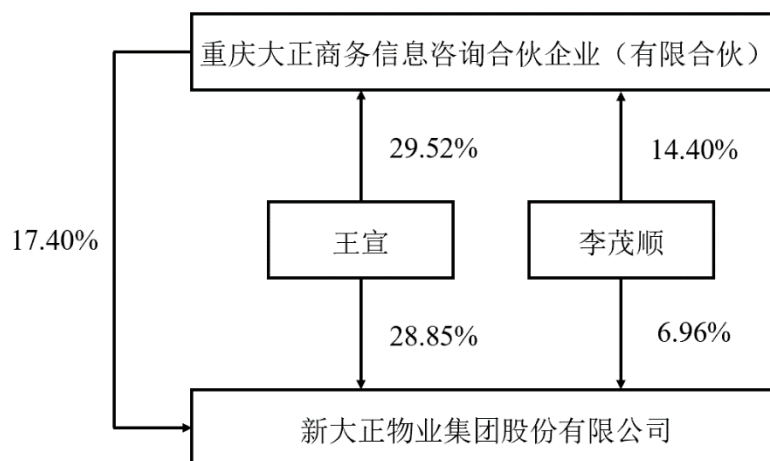 重庆大正商务信息咨询合伙企业（有限合伙）
29.52%
14.40%
17.40%
王宣
李茂顺
28.85%
6.96%
新大正物业集团股份有限公司